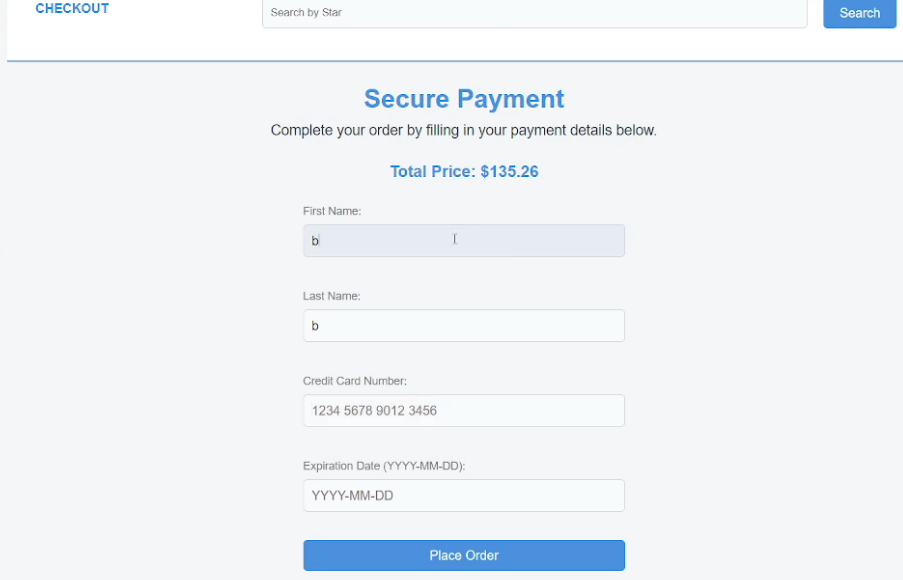 CHECKOUT
Search by Star
Search
Secure Payment
Complete your order by filling in your payment details below.
Total Price: $135.26
First Name:
b
Last Name:
b
Credit Card Number:
1234 5678 9012 3456
Expiration Date (YYYY-MM-DD):
YYYY-MM-DD
Place Order